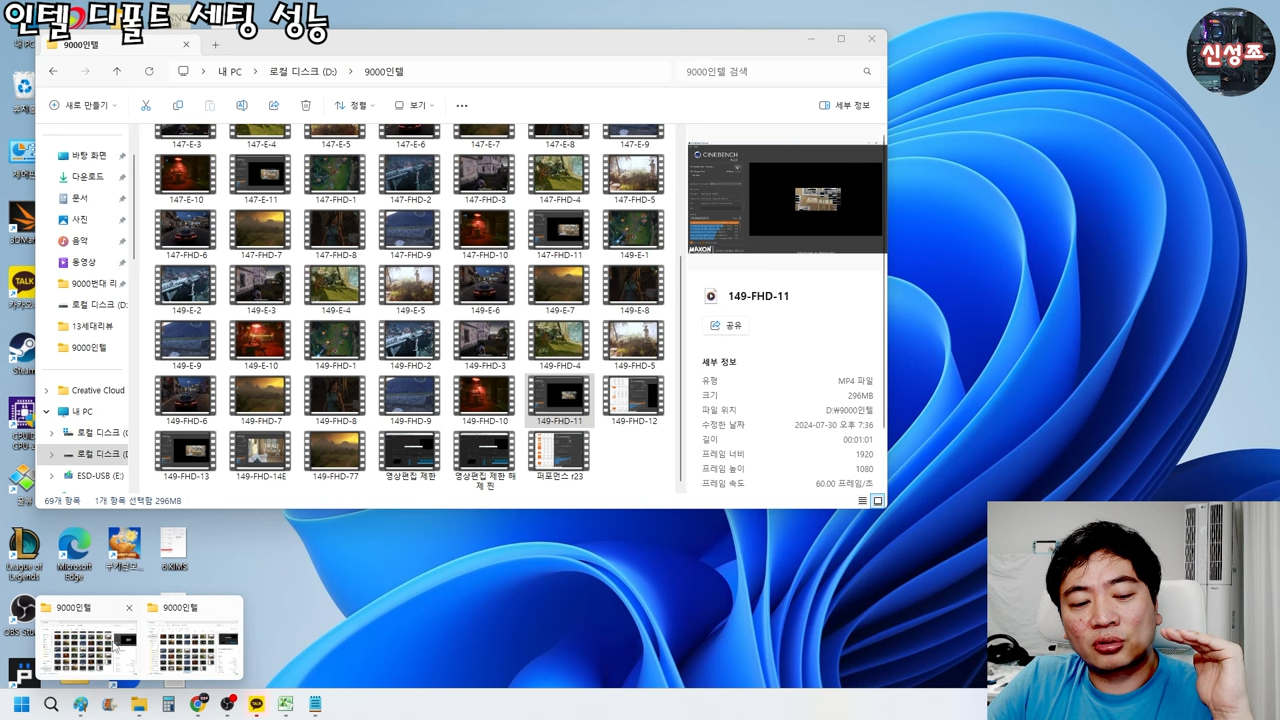 인텔 디폴트 세팅 성능
신성조
9000인텔
내 PC
로컬 디스크 (D:)
9000인텔
9000인텔 검색
새로 만들기
정렬
보기
세부 정보
바탕 화면
다운로드
문서
사진
음악
동영상
9000번대 리
로컬 디스크 (D:
13세대리뷰
9000인텔
Creative Cloud
내 PC
로컬 디스크 (C
로컬 디스크 (D
ESD-USB (E:)
147-E-3
147-E-4
147-E-5
147-E-6
147-E-7
147-E-8
147-E-9
147-E-10
147-E-11
147-FHD-1
147-FHD-2
147-FHD-3
147-FHD-4
147-FHD-5
147-FHD-6
147-FHD-7
147-FHD-8
147-FHD-9
147-FHD-10
147-FHD-11
149-E-1
149-E-2
149-E-3
149-E-4
149-E-5
149-E-6
149-E-7
149-E-8
149-E-9
149-E-10
149-FHD-1
149-FHD-2
149-FHD-3
149-FHD-4
149-FHD-5
149-FHD-6
149-FHD-7
149-FHD-8
149-FHD-9
149-FHD-10
149-FHD-11
149-FHD-12
149-FHD-13
149-FHD-14E
149-FHD-77
영상편집 제한
영상편집 제한 해
제 찐
퍼포먼스 r23
CINEBENCH
MAXON
149-FHD-11
공유
세부 정보
유형 MP4 파일
크기 296MB
파일 위치 D:₩9000인텔
수정한 날짜 2024-07-30 오후 7:36
길이 00:01:01
프레임 너비 1920
프레임 높이 1080
프레임 속도 60.00 프레임/초
69개 항목
1개 항목 선택함 296MB
League of
Legends
Microsoft
Edge
6.KIMS
9000인텔
9000인텔